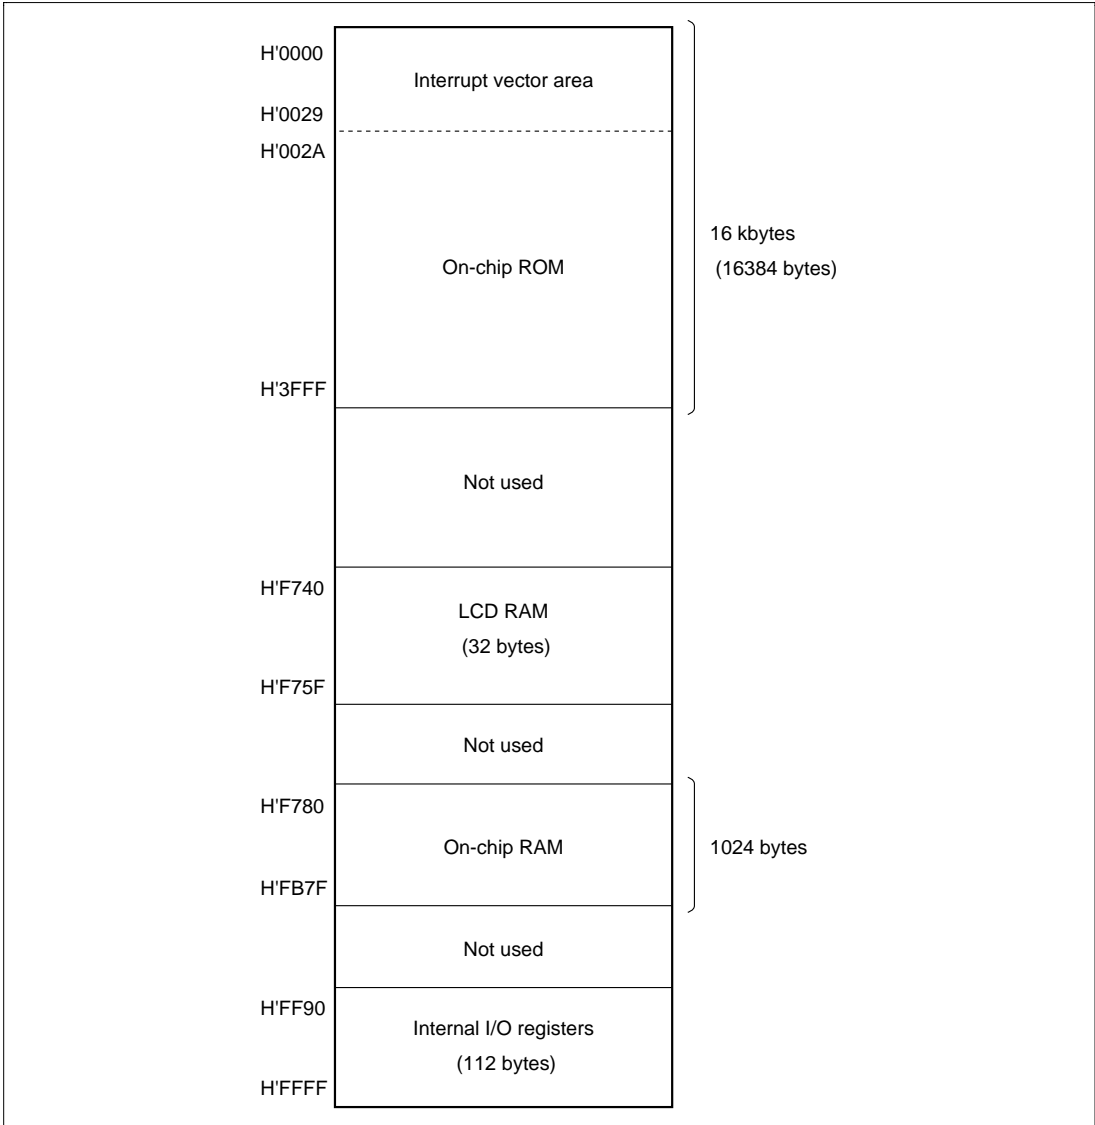 H'0000
Interrupt vector area
H'0029
H'002A
16 kbytes
(16384 bytes)
On-chip ROM
H'3FFF
Not used
H'F740
LCD RAM
(32 bytes)
H'F75F
Not used
H'F780
On-chip RAM
1024 bytes
H'FB7F
Not used
H'FF90
Internal I/O registers
(112 bytes)
H'FFFF